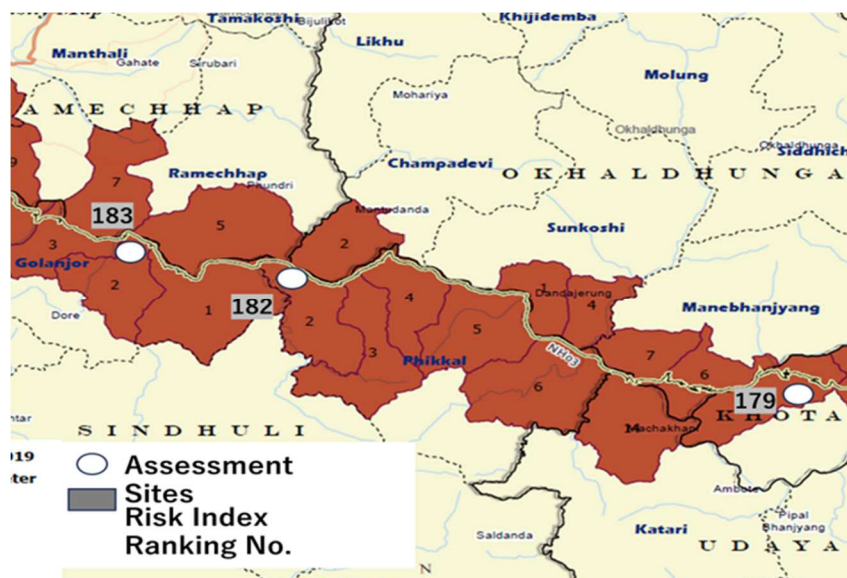 Tamakoshi
Bijulikot
Khijidemba
Manthali
Gahate
Sirubari
Likhu
Molung
Mohariya
AMECHHAP
Okhaldhunga
Okhaldhunga
Siddhich
7
Ramechhap
Champadevi
OKHALDHUNGA
183
5
2
Sunkoshi
3
Golanjor
2
1
182
2
4
3
Phikkal
5
1
Dandajerung
4
Manebhanjyang
NH03
6
7
6
179
KHOTA
Machakhani
Dore
SINDHULI
Ambote
Pipal
Bhanjyang
Katari
Saldanda
UDAYA
N
019
ter
Assessment
Sites
Risk Index
Ranking No.